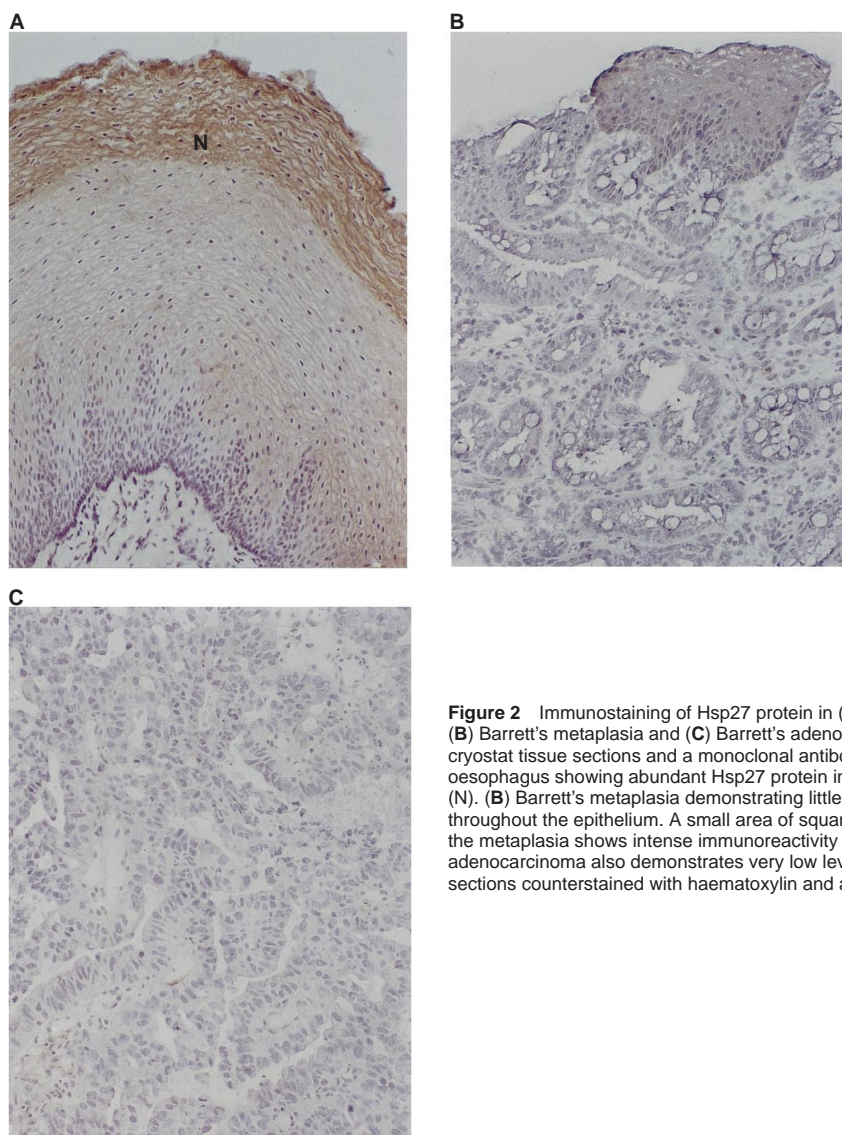 A
B
N
C
Figure 2 Immunostaining of Hsp27 protein in (
(B) Barrett's metaplasia and (C) Barrett's adeno
cryostat tissue sections and a monoclonal antibo
oesophagus showing abundant Hsp27 protein in
(N). (B) Barrett's metaplasia demonstrating little
throughout the epithelium. A small area of squar
the metaplasia shows intense immunoreactivity
adenocarcinoma also demonstrates very low lev
sections counterstained with haematoxylin and a